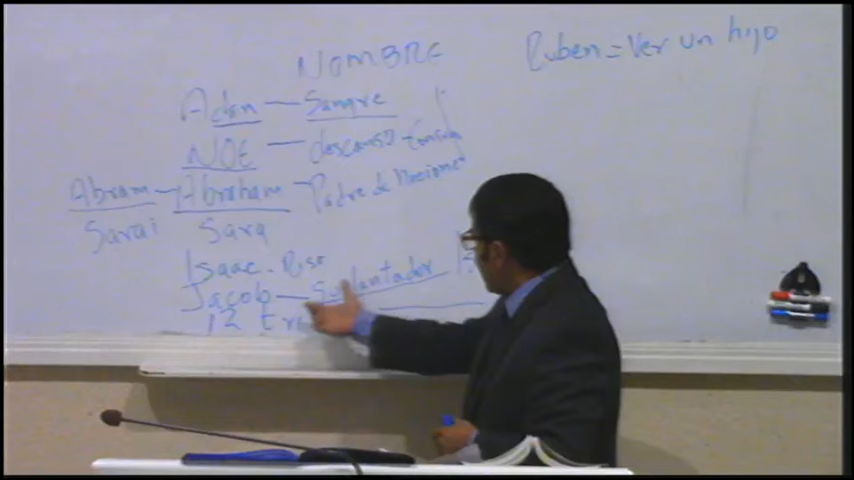 NOMBRE
Ruben = Ver un hijo
Adan — Sangre
NOE — descanso -
Abram — Abraham - Padre de Naciones
Sarai Sara
Isaac - Risa
Jacob — Suplantador
12